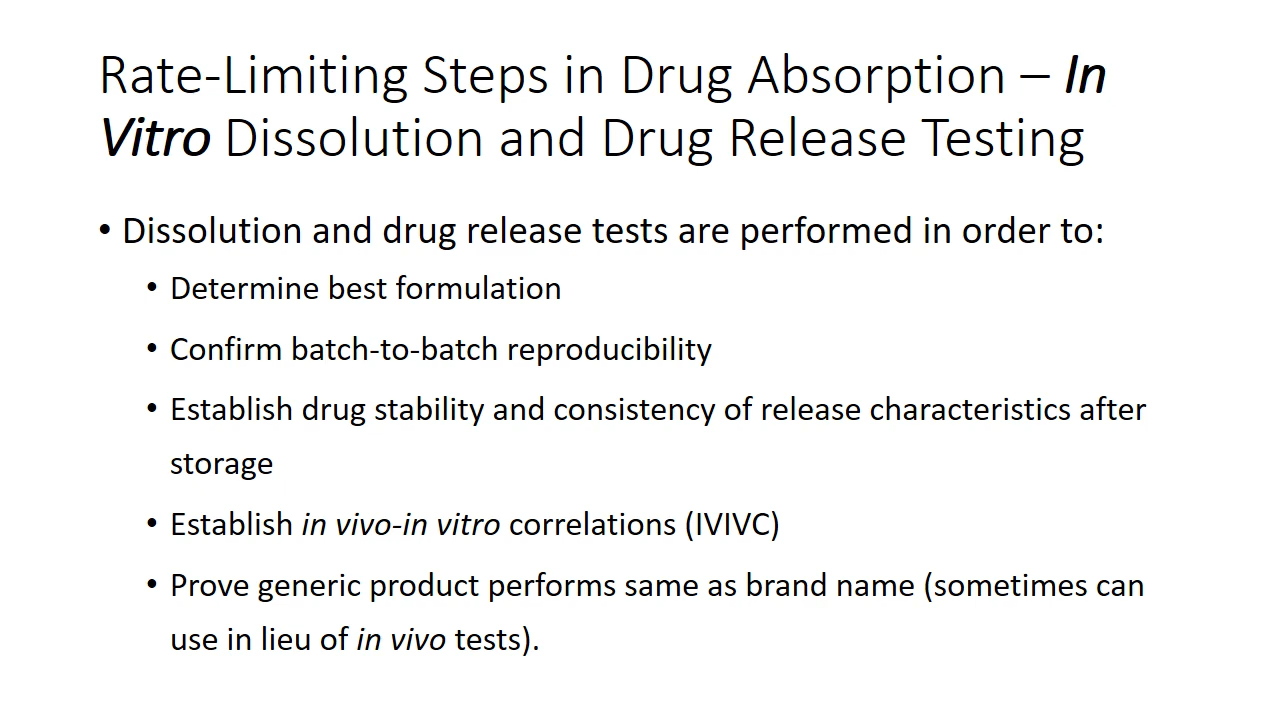 Rate-Limiting Steps in Drug Absorption – In
Vitro Dissolution and Drug Release Testing
• Dissolution and drug release tests are performed in order to:
• Determine best formulation
• Confirm batch-to-batch reproducibility
• Establish drug stability and consistency of release characteristics after
storage
• Establish in vivo-in vitro correlations (IVIVC)
• Prove generic product performs same as brand name (sometimes can
use in lieu of in vivo tests).